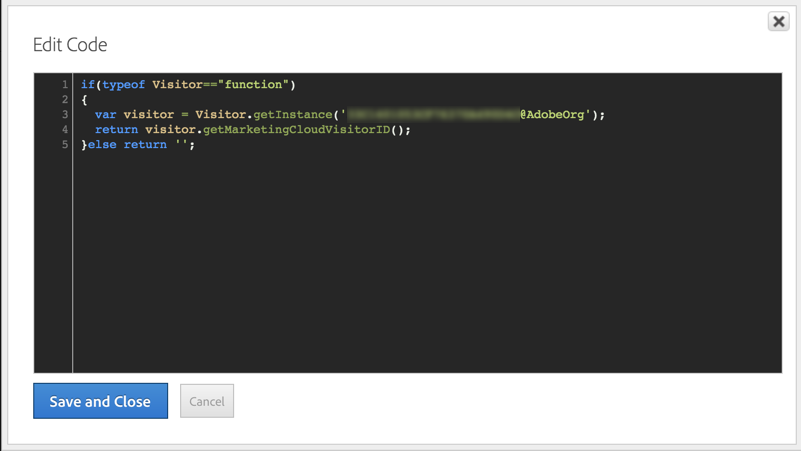 Edit Code
1 if(typeof Visitor=="function")
2 {
3 var visitor = Visitor.getInstance(' @AdobeOrg');
4 return visitor.getMarketingCloudVisitorID();
5 }else return '';
Save and Close
Cancel